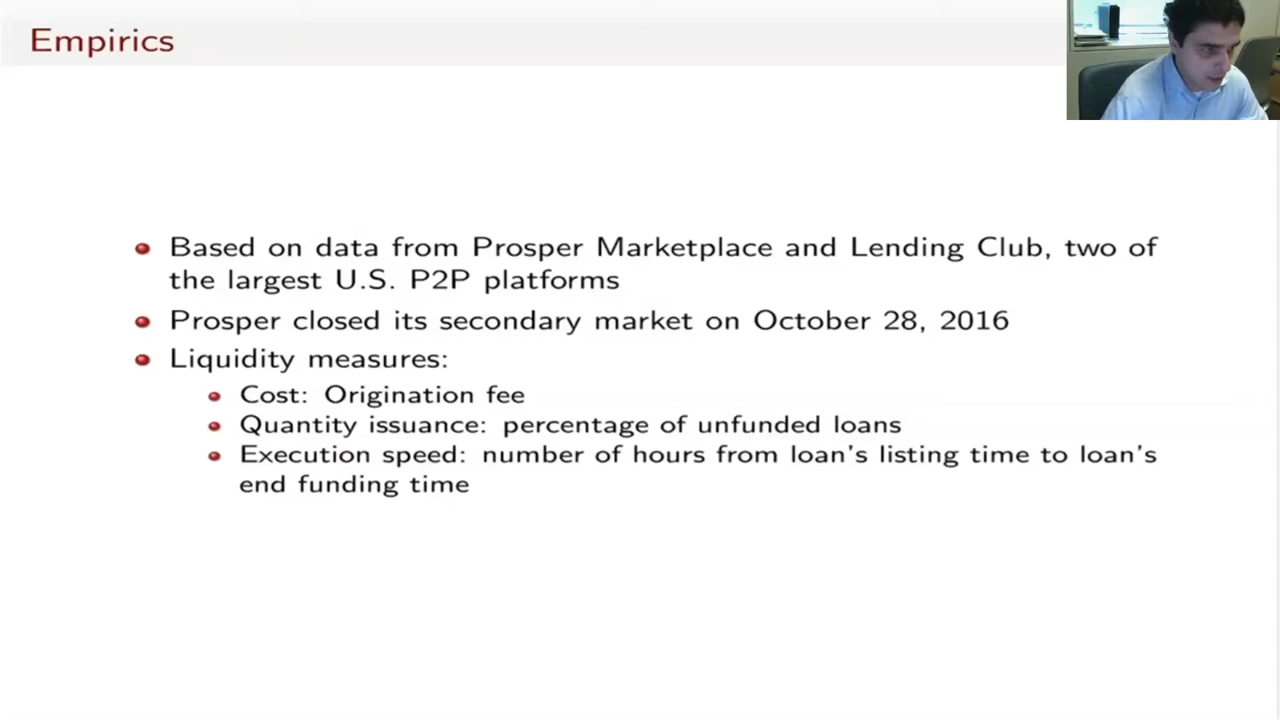 Empirics
Based on data from Prosper Marketplace and Lending Club, two of
the largest U.S. P2P platforms
Prosper closed its secondary market on October 28, 2016
Liquidity measures:
Cost: Origination fee
Quantity issuance: percentage of unfunded loans
Execution speed: number of hours from loan's listing time to loan's
end funding time